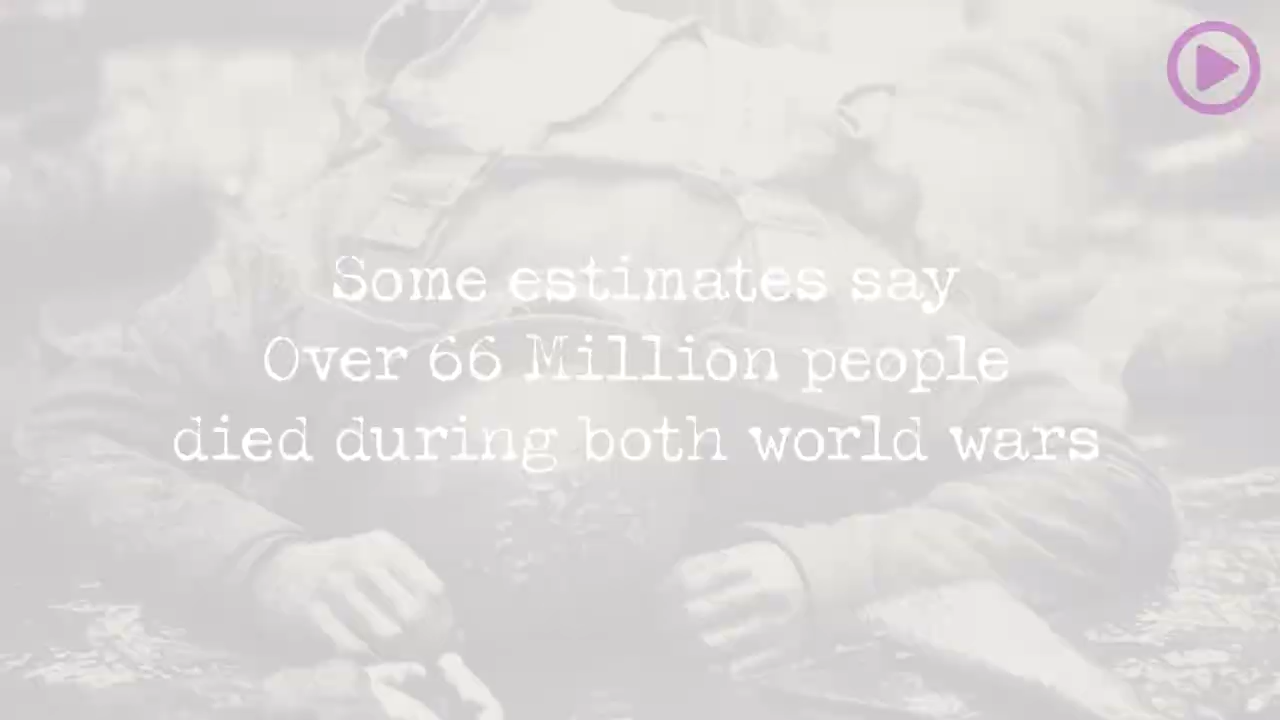 Some estimates say
Over 66 Million people
died during both world wars